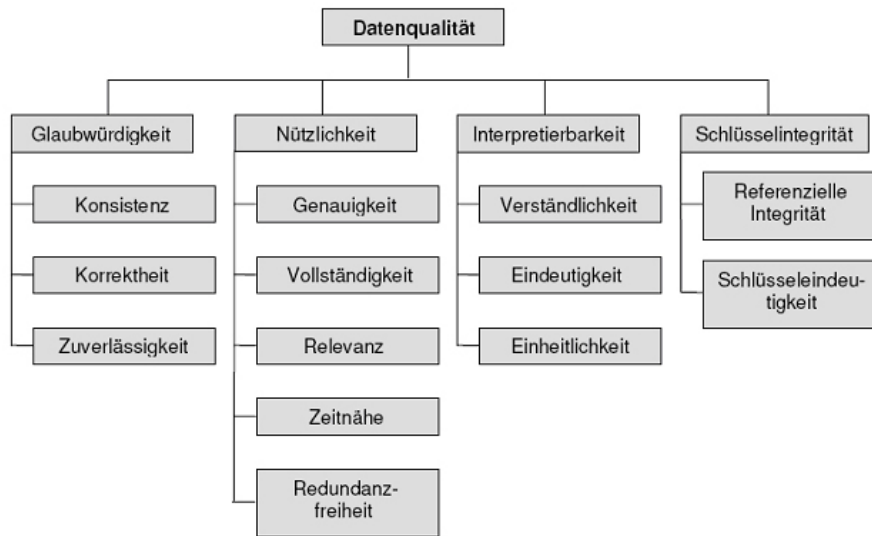 Datenqualität
Glaubwürdigkeit
Konsistenz
Korrektheit
Zuverlässigkeit
Nützlichkeit
Genauigkeit
Vollständigkeit
Relevanz
Zeitnähe
Redundanz-
freiheit
Interpretierbarkeit
Verständlichkeit
Eindeutigkeit
Einheitlichkeit
Schlüsselintegrität
Referenzielle
Integrität
Schlüsseleindeu-
tigkeit